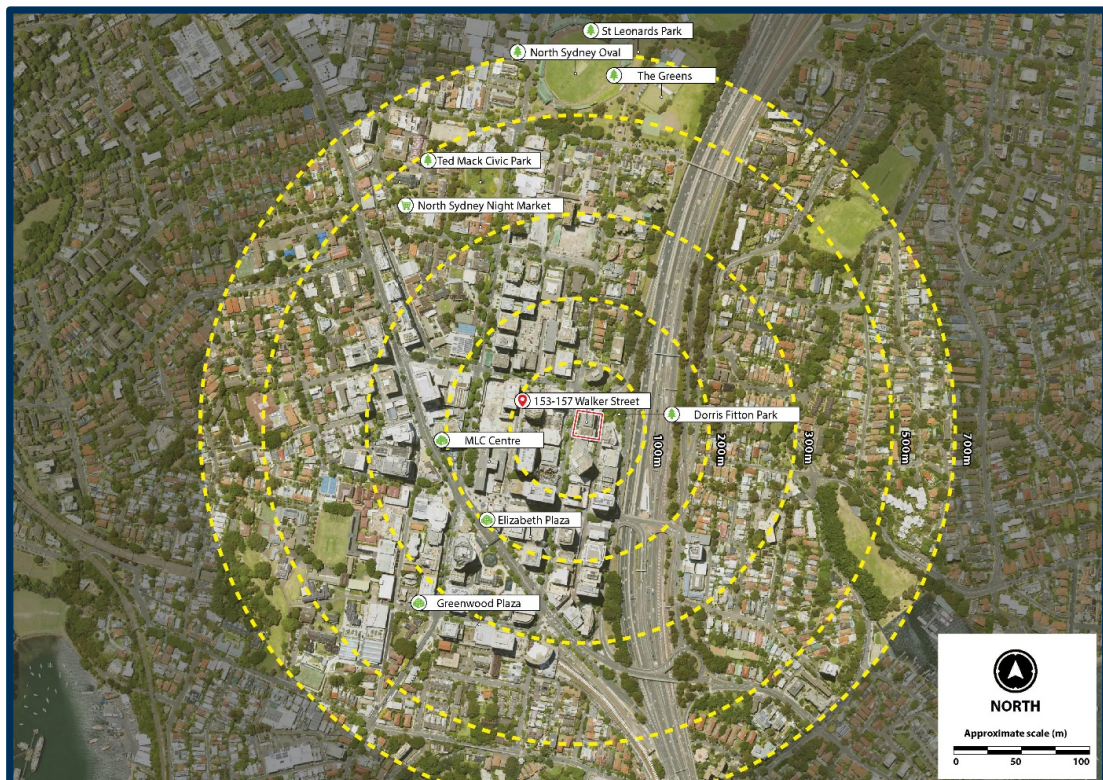 St Leonards Park
North Sydney Oval
The Greens
Ted Mack Civic Park
North Sydney Night Market
153-157 Walker Street
Dorris Fitton Park
MLC Centre
100m
200m
300m
500m
700m
Elizabeth Plaza
Greenwood Plaza
NORTH
Approximate scale (m)
0 50 100